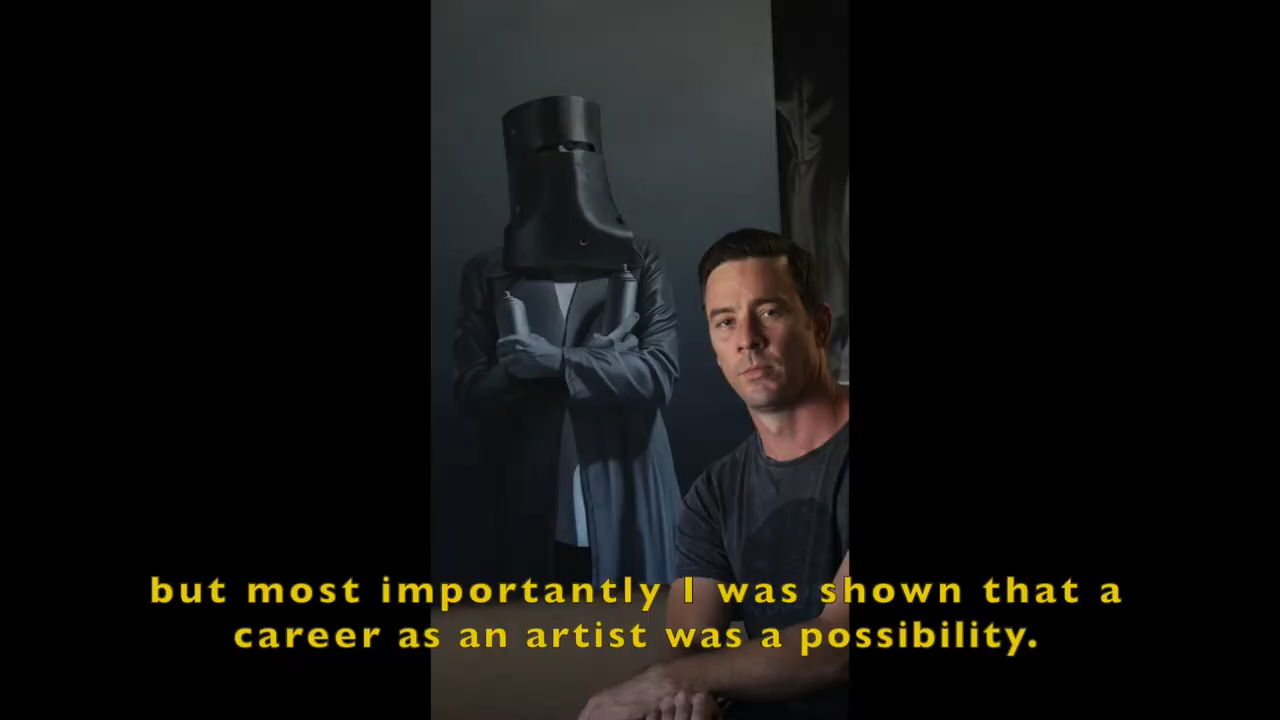 but most importantly I was shown that a
career as an artist was a possibility.